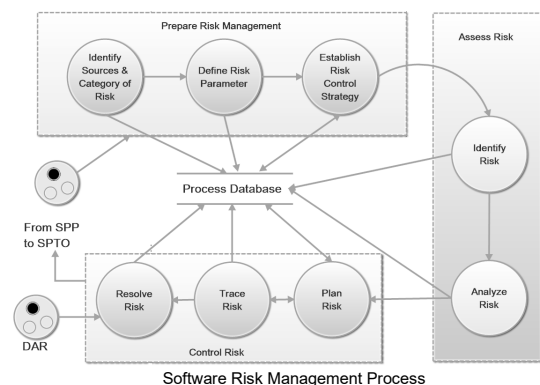 Prepare Risk Management
Identify
Sources &
Category of
Risk
Define Risk
Parameter
Establish
Risk
Control
Strategy
Assess Risk
Identify
Risk
Analyze
Risk
Process Database
From SPP
to SPTO
DAR
Resolve
Risk
Trace
Risk
Plan
Risk
Control Risk
Software Risk Management Process